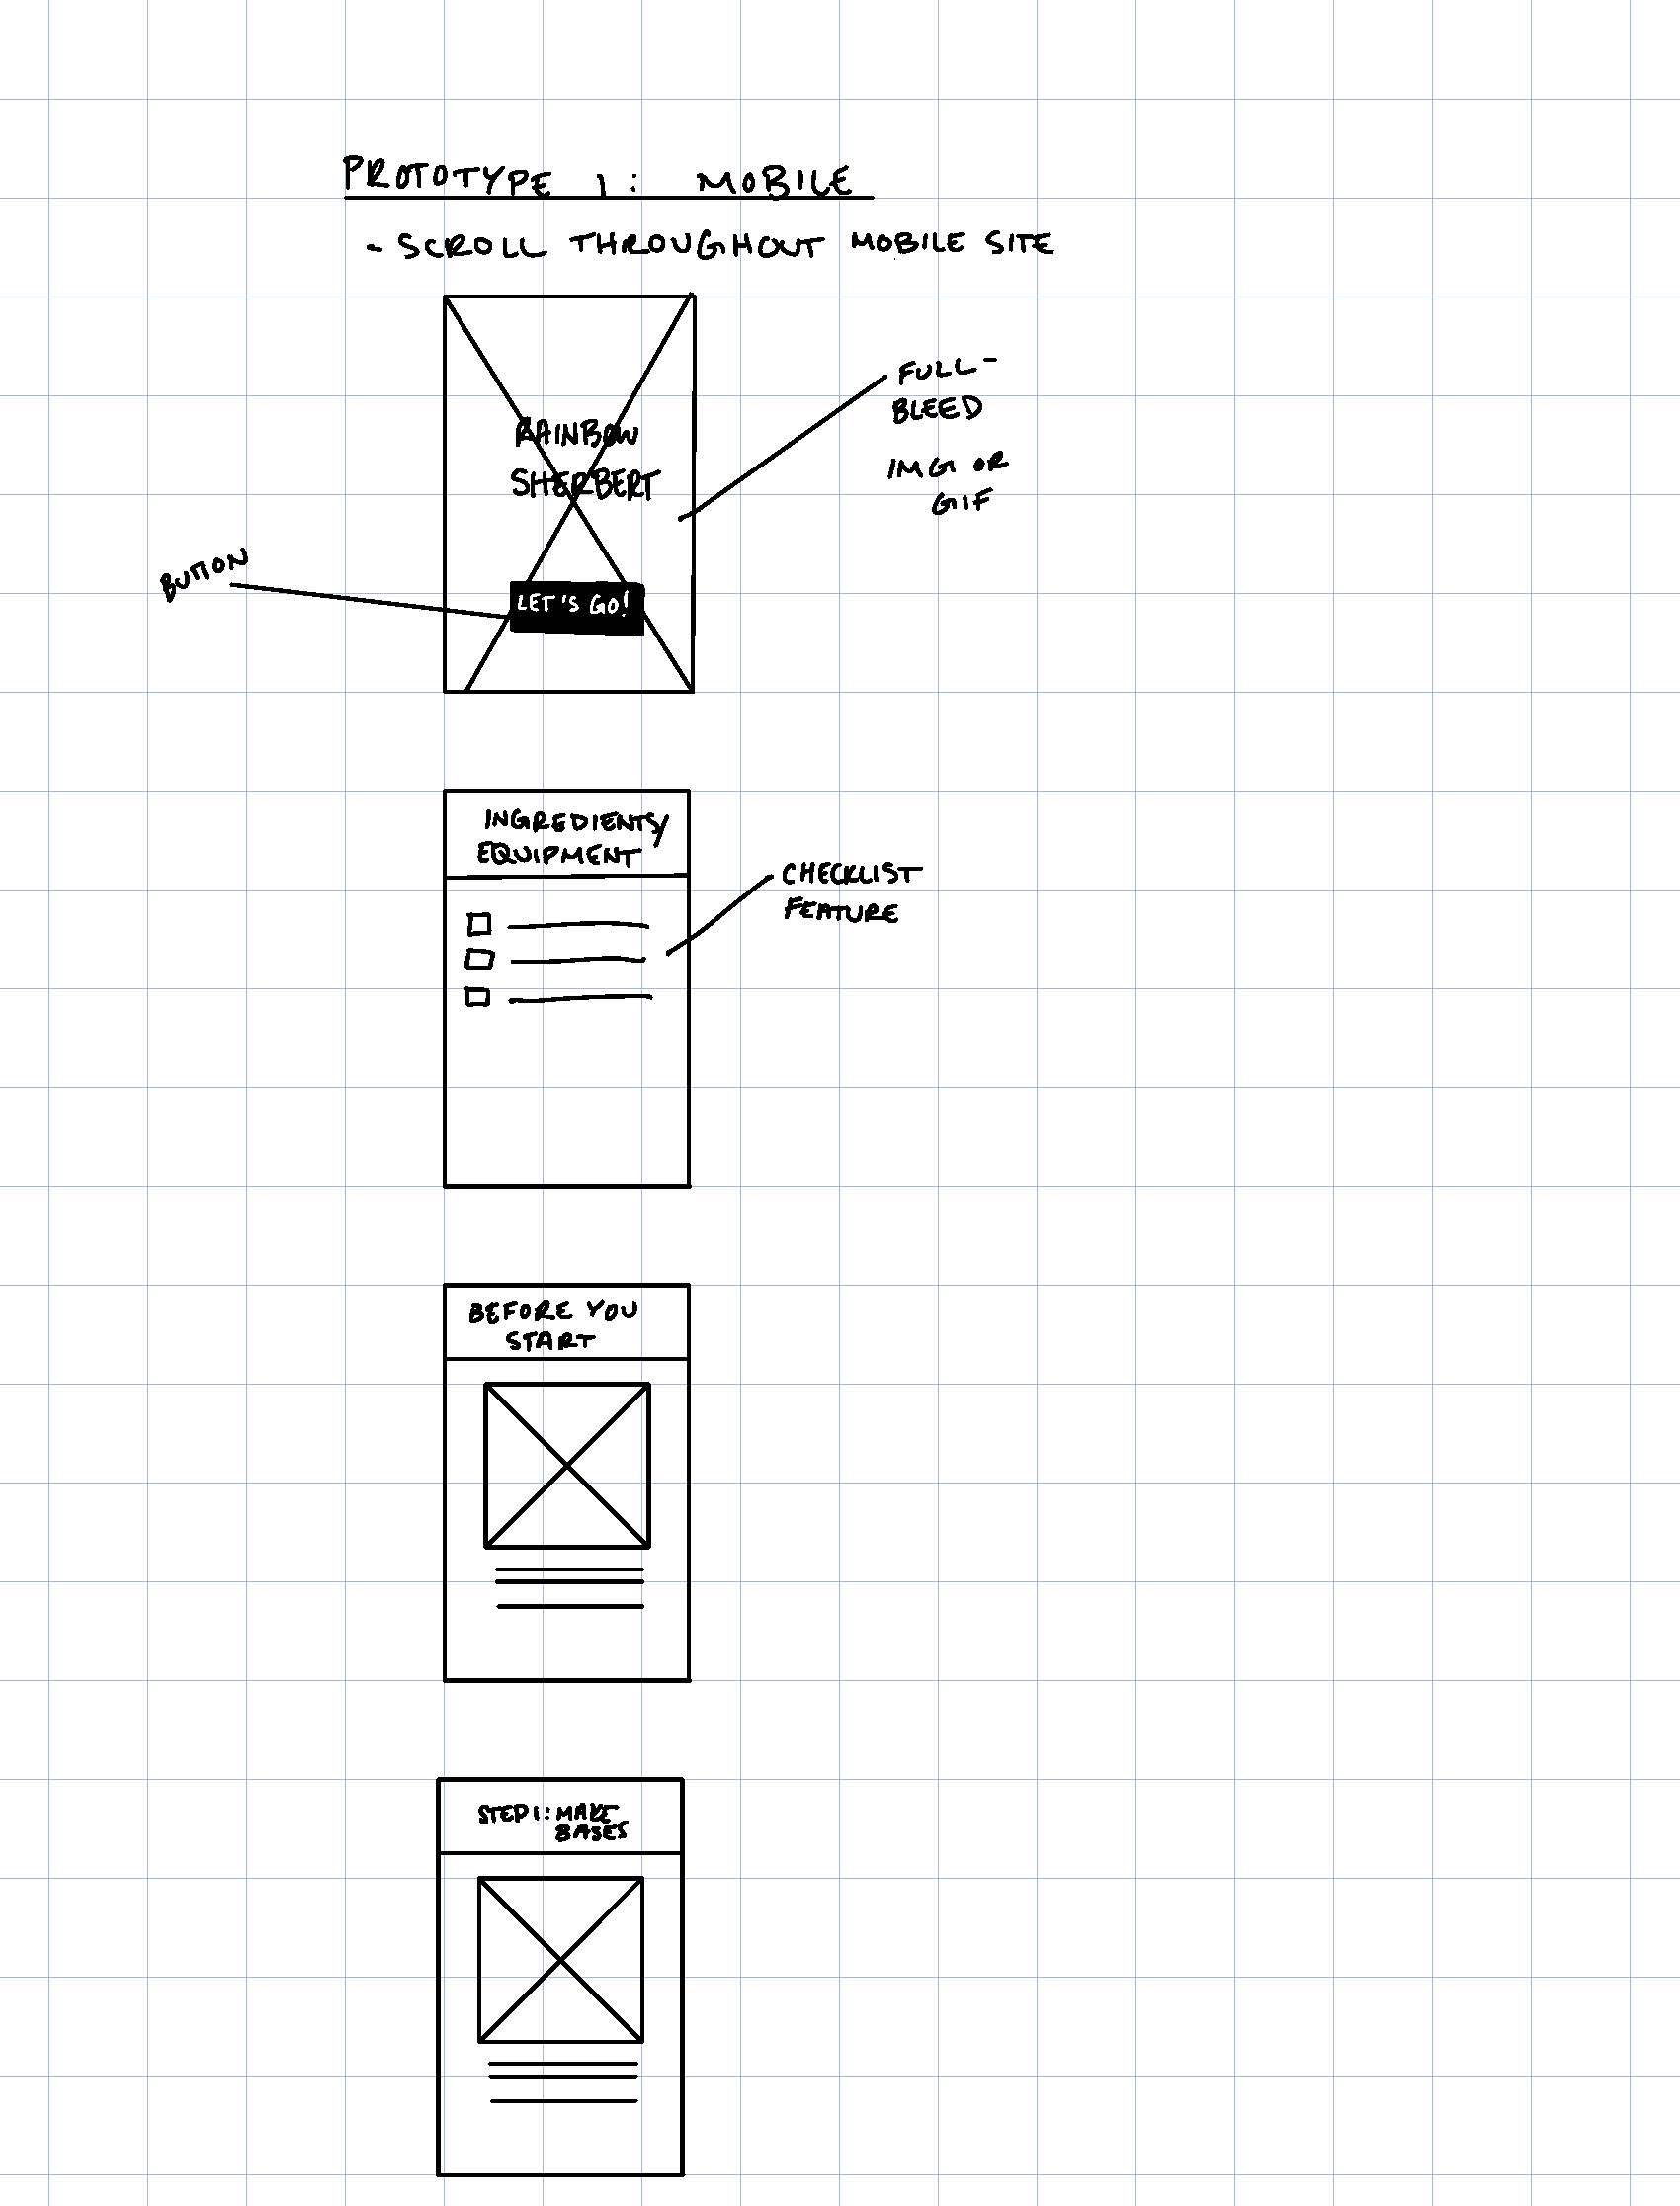 PROTOTYPE 1: MOBILE
- SCROLL THROUGHOUT MOBILE SITE
FULL-
BLEED
IMG OR
GIF
RAINBOW
SHERBERT
BUTTON
LET'S GO!
INGREDIENTS/
EQUIPMENT
CHECKLIST
FEATURE
BEFORE YOU
START
STEP 1: MAKE
BASES